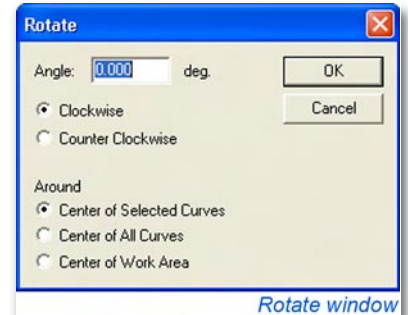 Rotate
Angle: 0.000 deg. OK
Clockwise Cancel
Counter Clockwise
Around
Center of Selected Curves
Center of All Curves
Center of Work Area
Rotate window